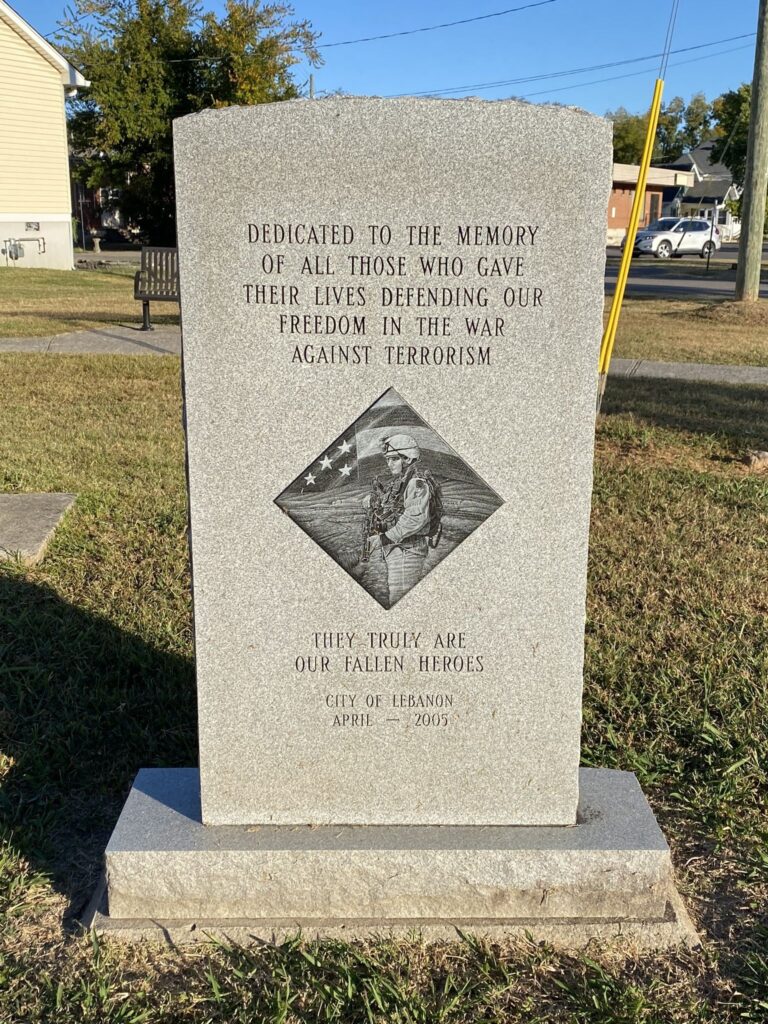 DEDICATED TO THE MEMORY
OF ALL THOSE WHO GAVE
THEIR LIVES DEFENDING OUR
FREEDOM IN THE WAR
AGAINST TERRORISM
THEY TRULY ARE
OUR FALLEN HEROES
CITY OF LEBANON
APRIL — 2005